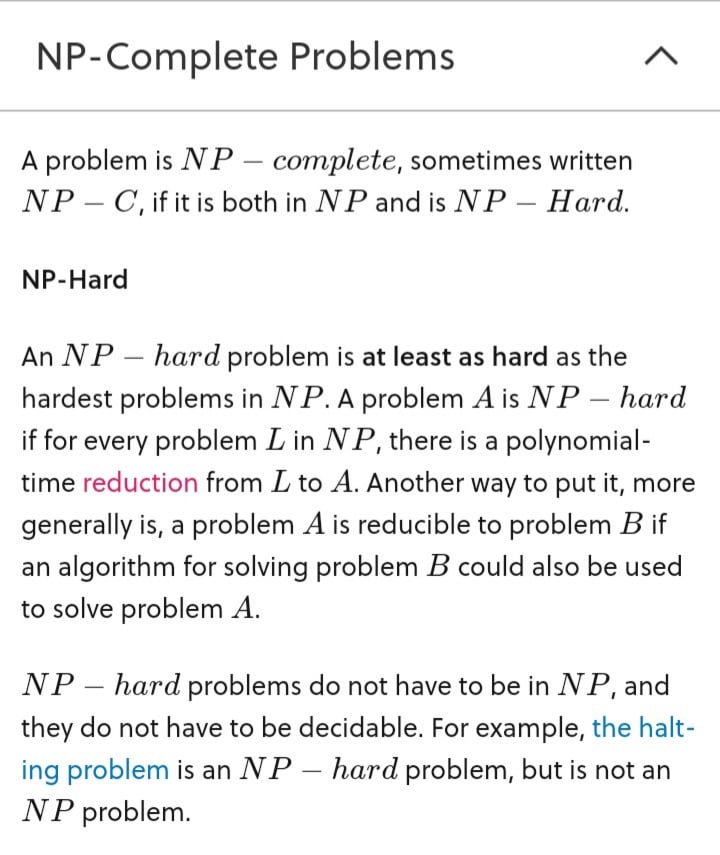 NP-Complete Problems
A problem is NP − complete, sometimes written
NP − C, if it is both in NP and is NP − Hard.
NP-Hard
An NP − hard problem is at least as hard as the
hardest problems in NP. A problem A is NP − hard
if for every problem L in NP, there is a polynomial-
time reduction from L to A. Another way to put it, more
generally is, a problem A is reducible to problem B if
an algorithm for solving problem B could also be used
to solve problem A.
NP − hard problems do not have to be in NP, and
they do not have to be decidable. For example, the halt-
ing problem is an NP − hard problem, but is not an
NP problem.